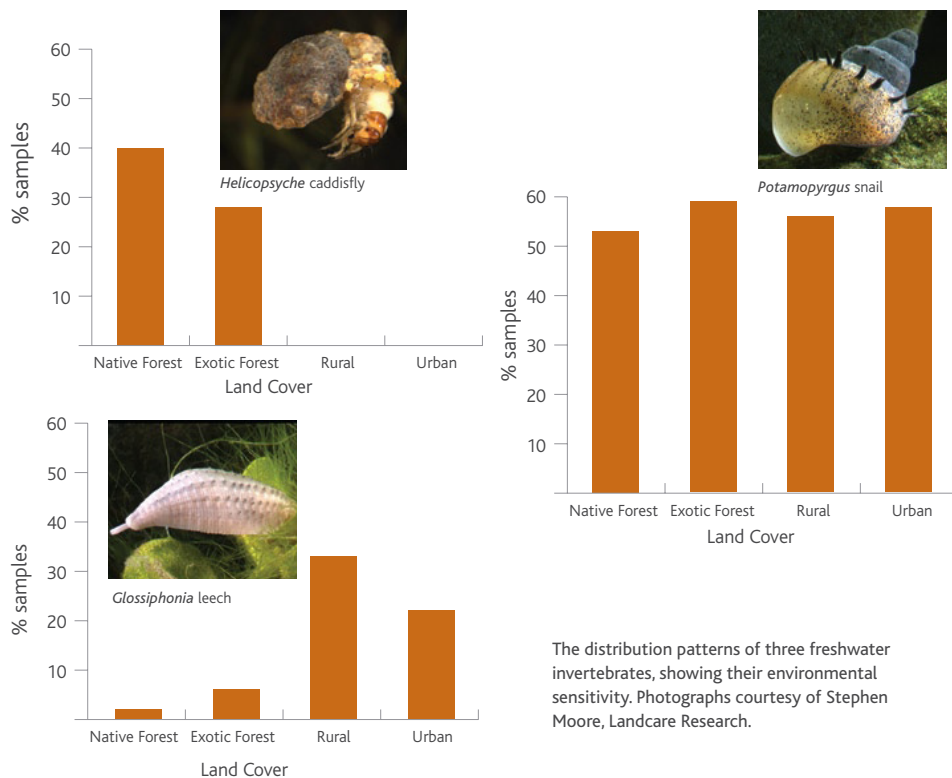 60
50
40
30
20
10
% samples
Native Forest
Exotic Forest
Rural
Urban
Land Cover
Helicopsyche caddisfly
Potamopyrgus snail
60
50
40
30
20
10
% samples
Native Forest
Exotic Forest
Rural
Urban
Land Cover
60
50
40
30
20
10
% samples
Glossiphonia leech
Native Forest
Exotic Forest
Rural
Urban
Land Cover
The distribution patterns of three freshwater
invertebrates, showing their environmental
sensitivity. Photographs courtesy of Stephen
Moore, Landcare Research.